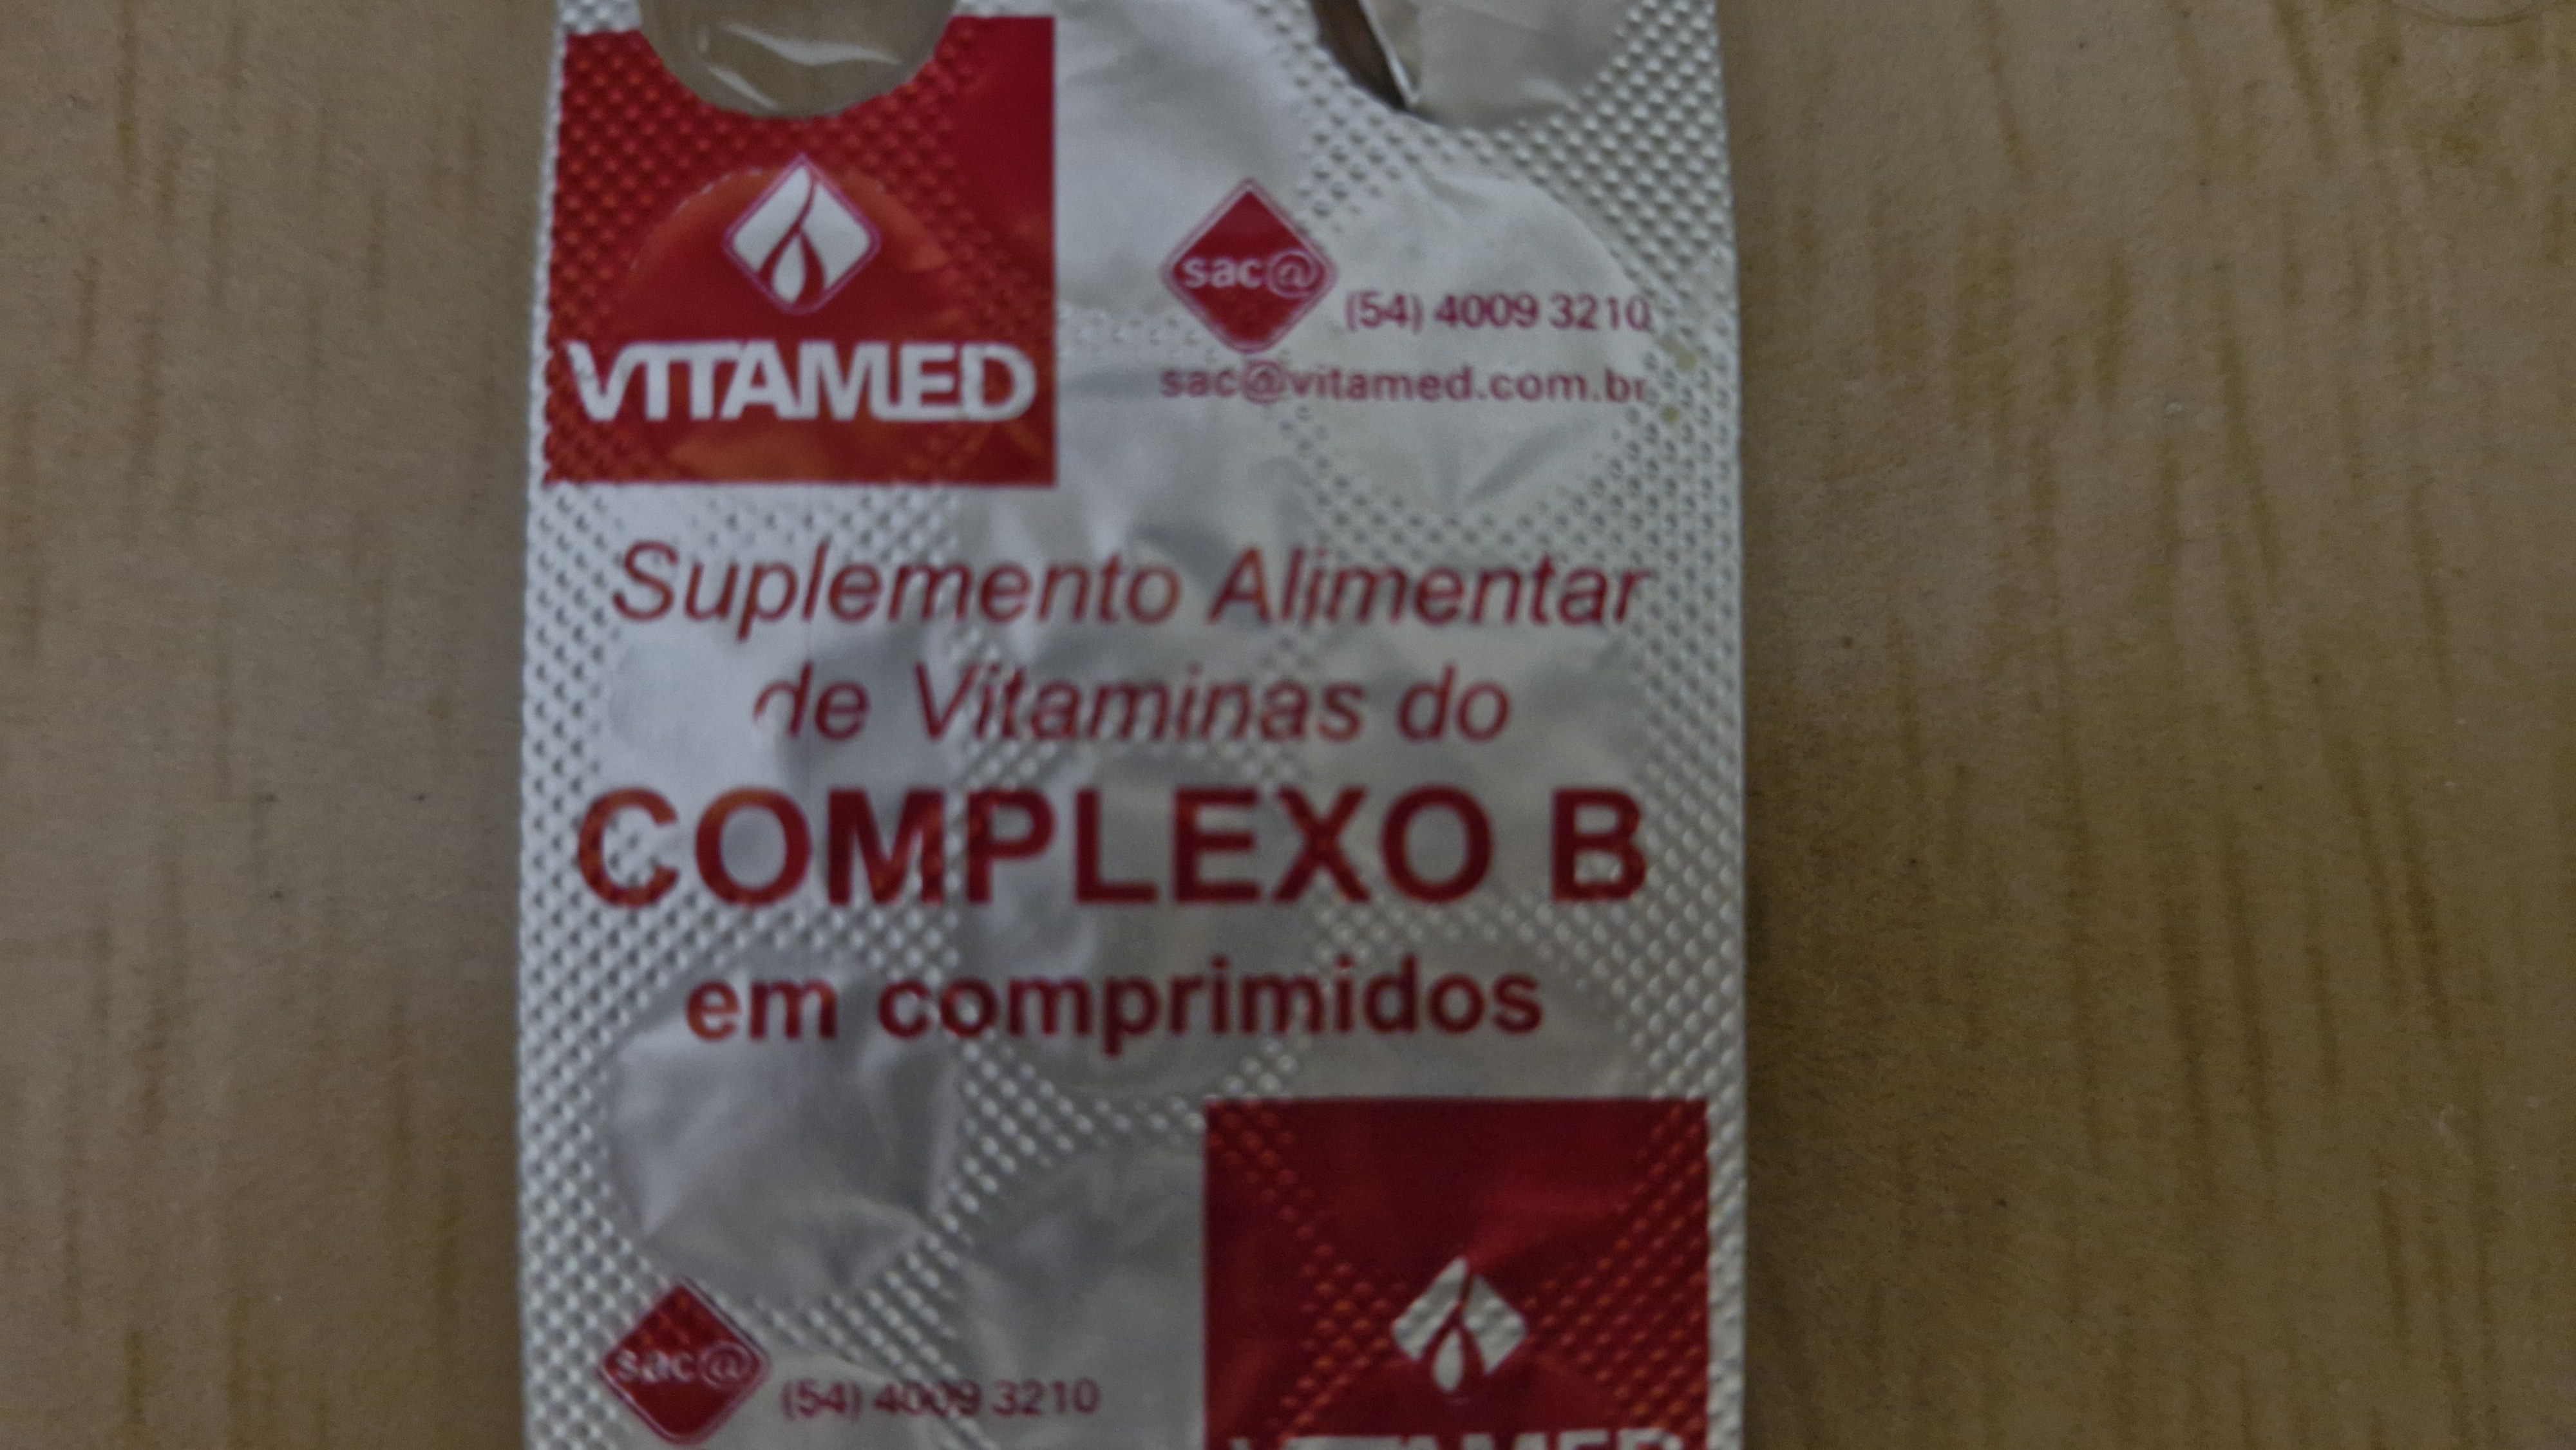 VITAMED
sac@
(54) 4009 3210
sac@vitamed.com.br
Suplemento Alimentar
de Vitaminas do
COMPLEXO B
em comprimidos
sac@
(54) 4009 3210
VITAMED